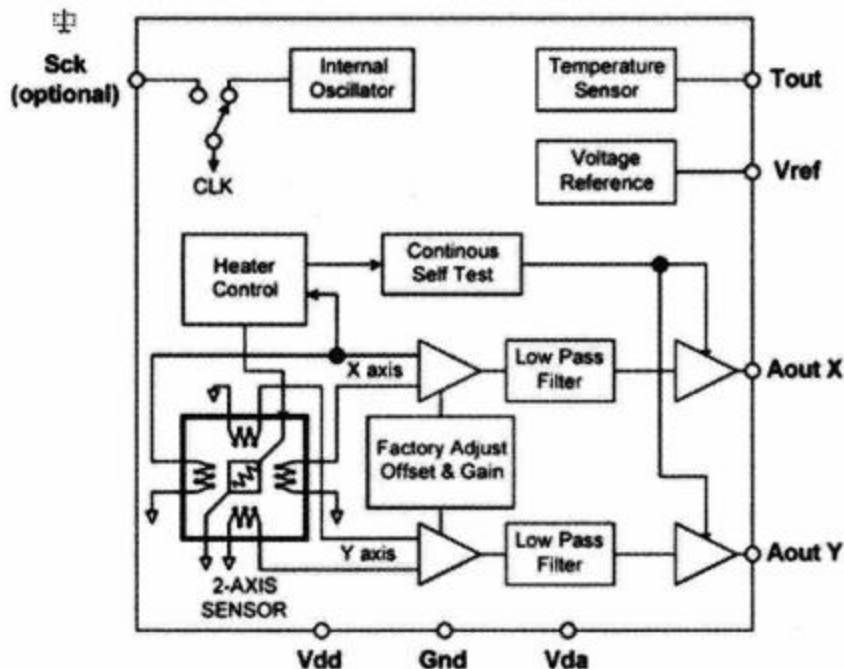 Sck
(optional)
Internal
Oscillator
Temperature
Sensor
Tout
CLK
Voltage
Reference
Vref
Heater
Control
Continous
Self Test
X axis
Low Pass
Filter
Aout X
Factory Adjust
Offset & Gain
Y axis
Low Pass
Filter
Aout Y
2-AXIS
SENSOR
Vdd
Gnd
Vda